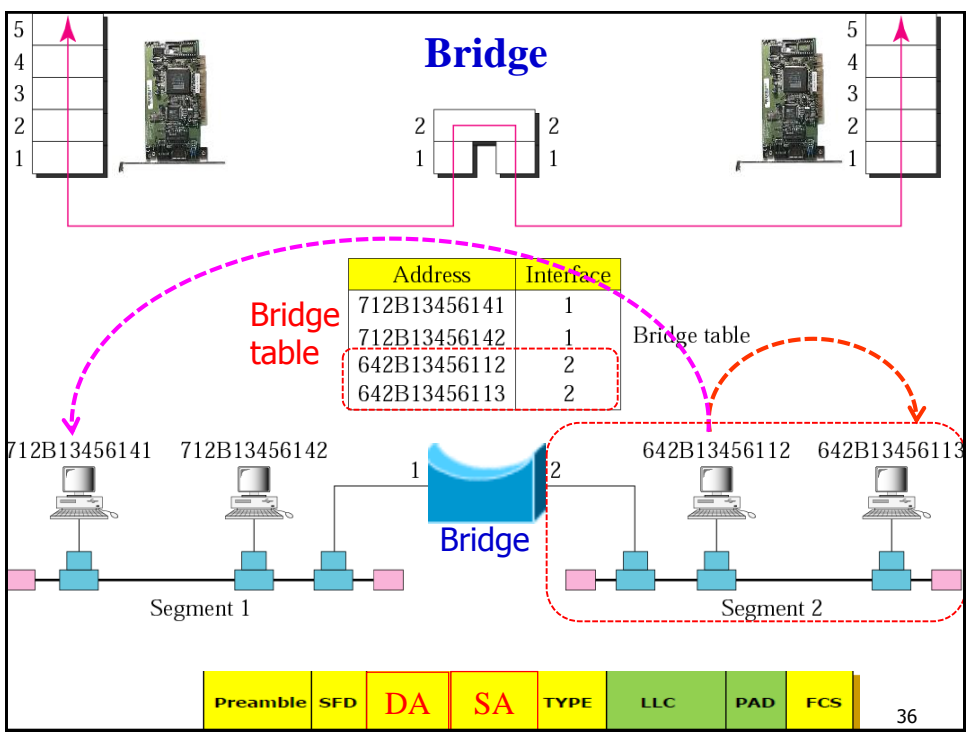 Bridge
5
4
3
2
1
2
1
2
1
5
4
3
2
1
Address Interface
712B13456141 1
712B13456142 1
642B13456112 2
642B13456113 2
Bridge
table
Bridge table
712B13456141 712B13456142 642B13456112 642B13456113
1 2
Bridge
Segment 1 Segment 2
Preamble SFD DA SA TYPE LLC PAD FCS
36